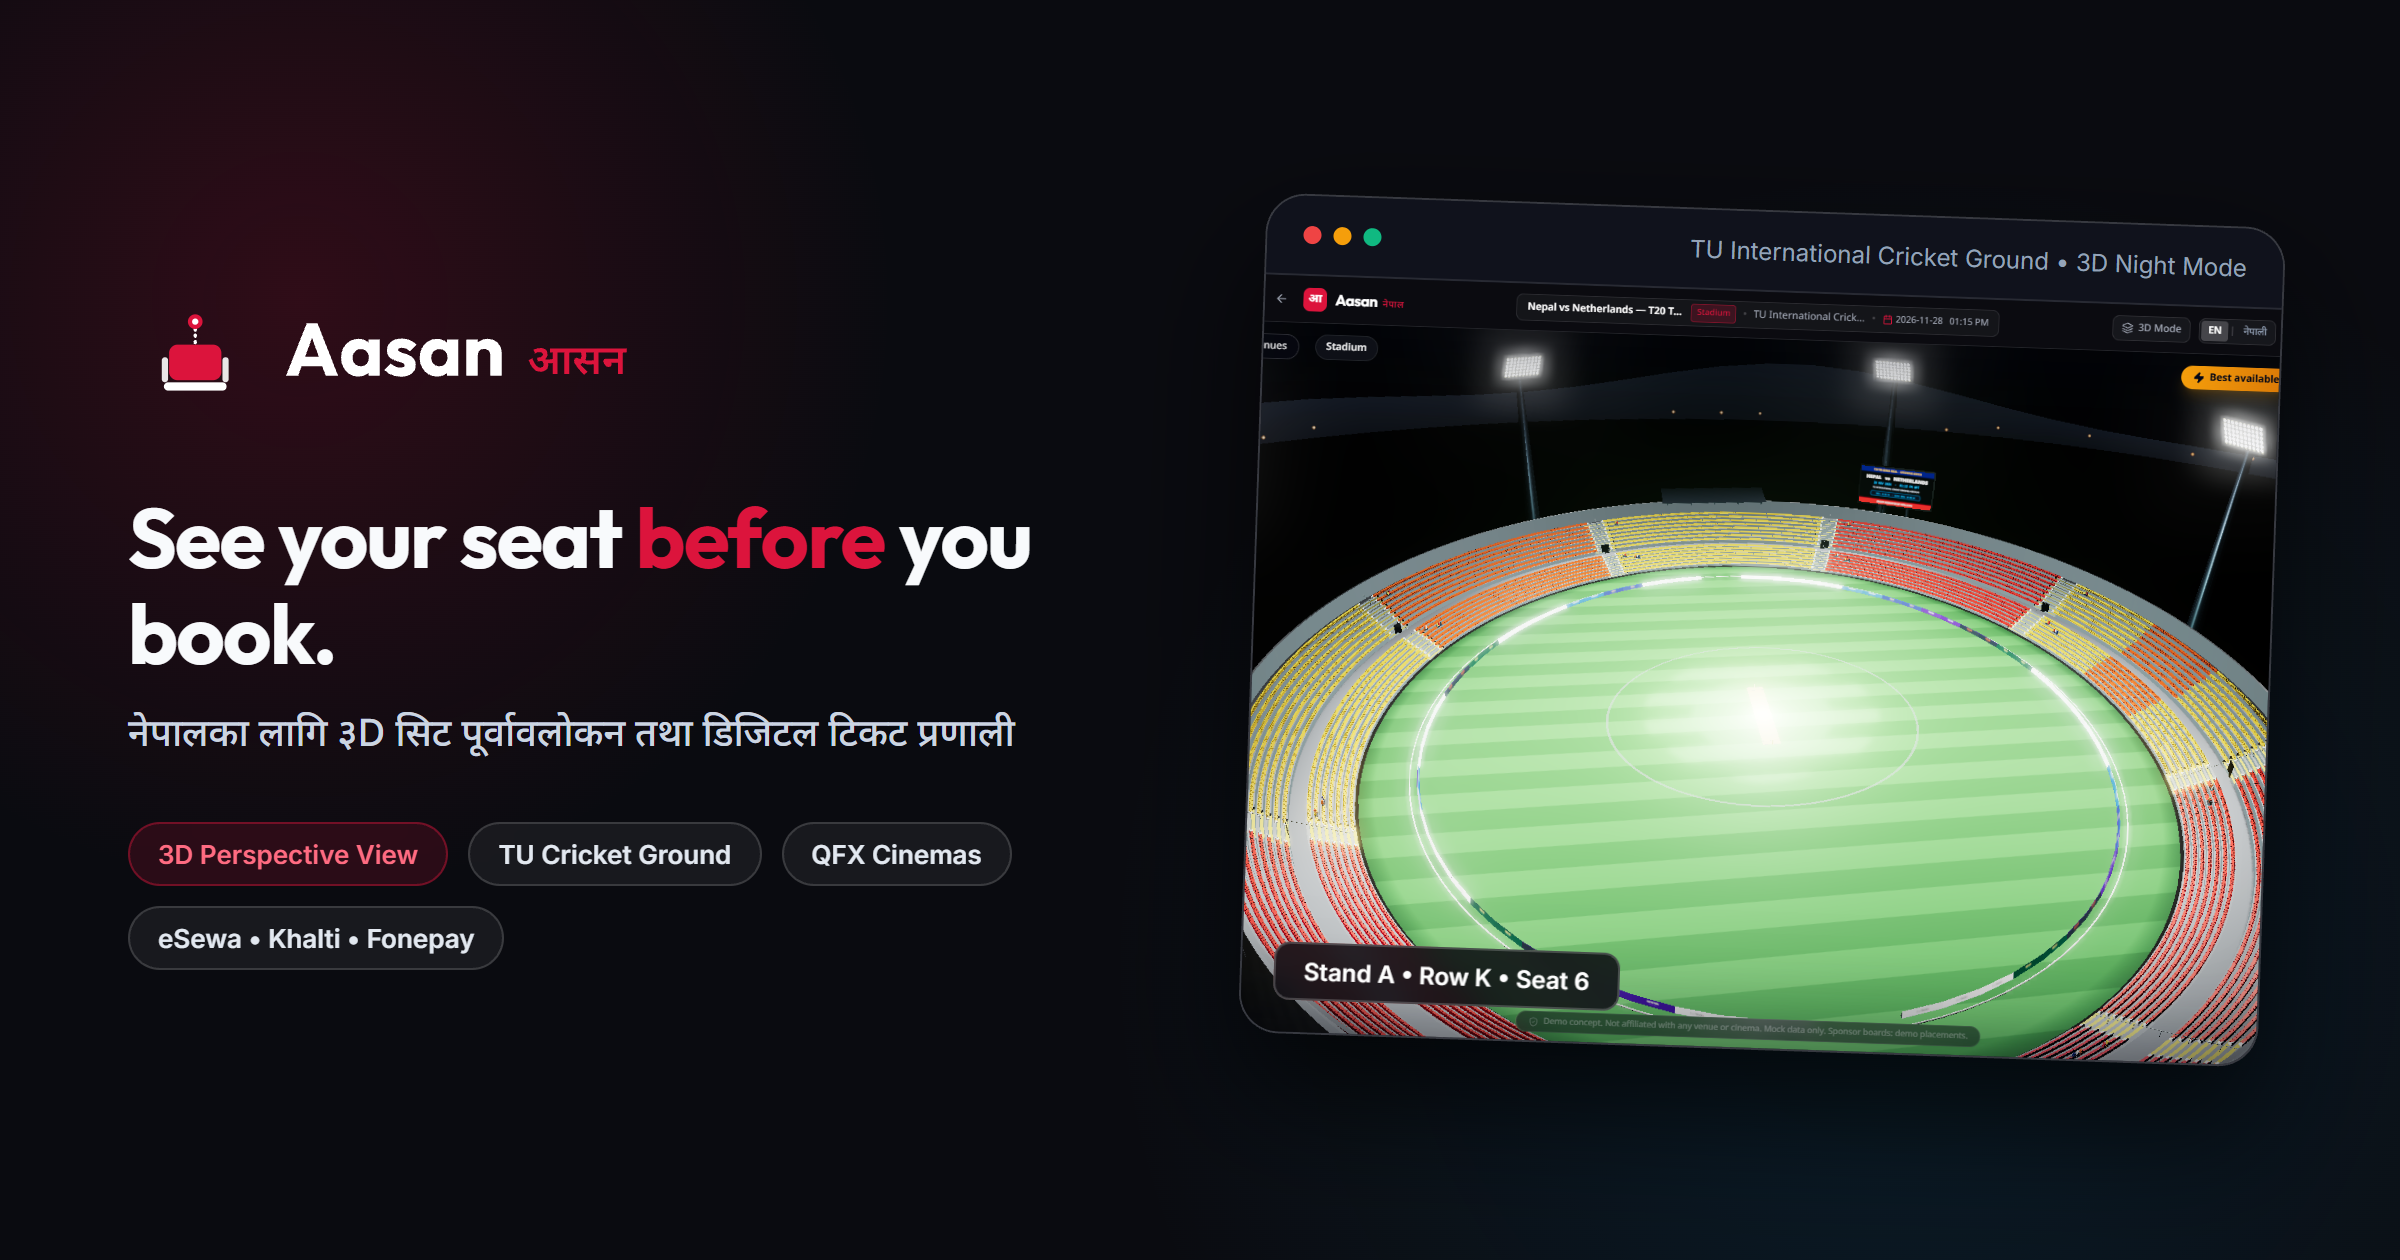 Aasan आसन
See your seat before you
book.
नेपालका लागि ३D सिट पूर्वावलोकन तथा डिजिटल टिकट प्रणाली
3D Perspective View
TU Cricket Ground
QFX Cinemas
eSewa • Khalti • Fonepay
TU International Cricket Ground • 3D Night Mode
आ Aasan नेपाल
Nepal vs Netherlands — T20 T... Stadium • TU International Crick... • 2026-11-28 01:15 PM
3D Mode
EN | नेपाली
nues
Stadium
Best available
NEPAL vs NETHERLANDS
Stand A • Row K • Seat 6
Demo concept. Not affiliated with any venue or cinema. Mock data only. Sponsor boards: demo placements.